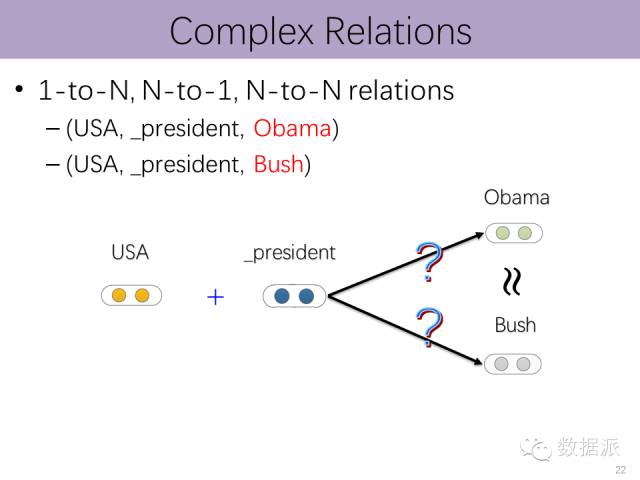 Complex Relations
• 1-to-N, N-to-1, N-to-N relations
– (USA, _president, Obama)
– (USA, _president, Bush)
Obama
USA
_president
?
+
≈
?
Bush
数据派
22